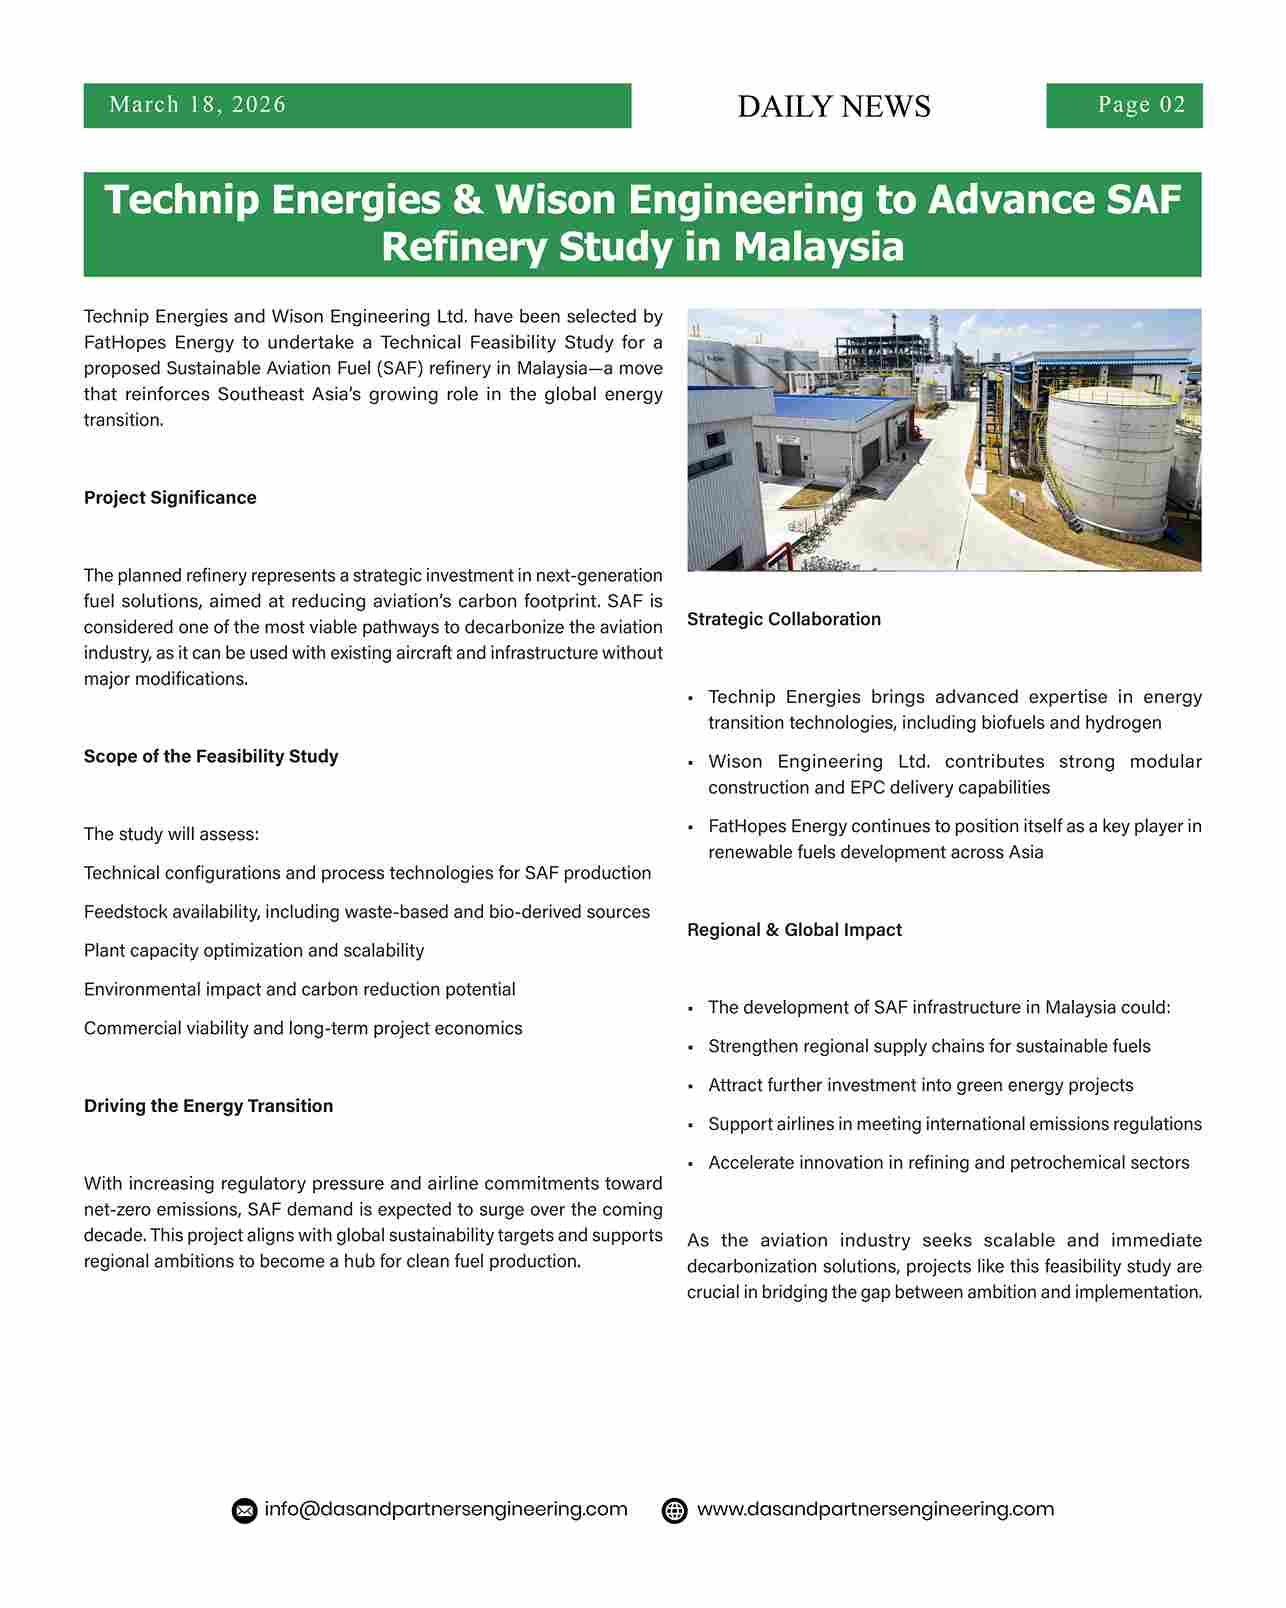 March 18, 2026
DAILY NEWS
Page 02
Technip Energies & Wison Engineering to Advance SAF
Refinery Study in Malaysia
Technip Energies and Wison Engineering Ltd. have been selected by
FatHopes Energy to undertake a Technical Feasibility Study for a
proposed Sustainable Aviation Fuel (SAF) refinery in Malaysia—a move
that reinforces Southeast Asia’s growing role in the global energy
transition.
Project Significance
The planned refinery represents a strategic investment in next-generation
fuel solutions, aimed at reducing aviation’s carbon footprint. SAF is
considered one of the most viable pathways to decarbonize the aviation
industry, as it can be used with existing aircraft and infrastructure without
major modifications.
Scope of the Feasibility Study
The study will assess:
Technical configurations and process technologies for SAF production
Feedstock availability, including waste-based and bio-derived sources
Plant capacity optimization and scalability
Environmental impact and carbon reduction potential
Commercial viability and long-term project economics
Driving the Energy Transition
With increasing regulatory pressure and airline commitments toward
net-zero emissions, SAF demand is expected to surge over the coming
decade. This project aligns with global sustainability targets and supports
regional ambitions to become a hub for clean fuel production.
Strategic Collaboration
• Technip Energies brings advanced expertise in energy
transition technologies, including biofuels and hydrogen
• Wison Engineering Ltd. contributes strong modular
construction and EPC delivery capabilities
• FatHopes Energy continues to position itself as a key player in
renewable fuels development across Asia
Regional & Global Impact
• The development of SAF infrastructure in Malaysia could:
• Strengthen regional supply chains for sustainable fuels
• Attract further investment into green energy projects
• Support airlines in meeting international emissions regulations
• Accelerate innovation in refining and petrochemical sectors
As the aviation industry seeks scalable and immediate
decarbonization solutions, projects like this feasibility study are
crucial in bridging the gap between ambition and implementation.
info@dasandpartnersengineering.com
www.dasandpartnersengineering.com